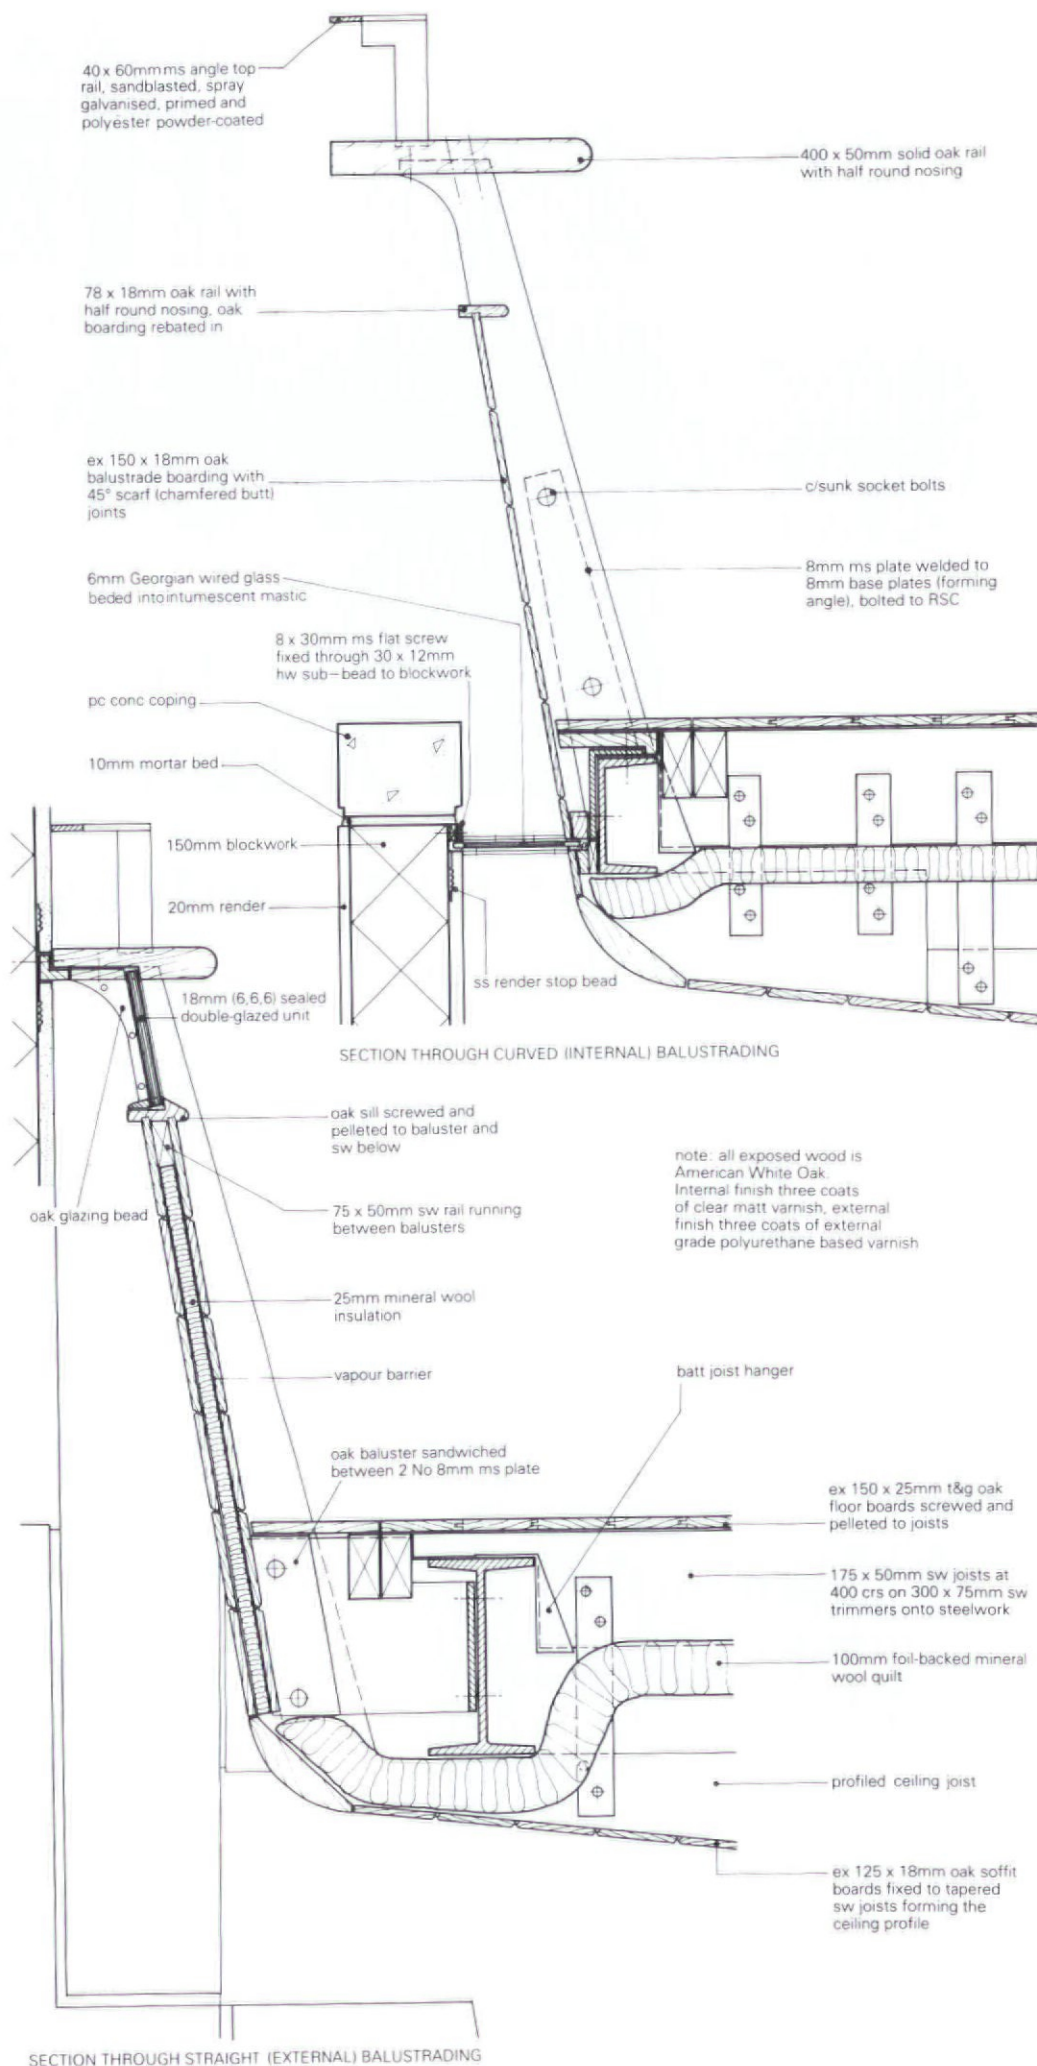 40 x 60mm ms angle top
rail, sandblasted, spray
galvanised, primed and
polyester powder-coated
400 x 50mm solid oak rail
with half round nosing
78 x 18mm oak rail with
half round nosing, oak
boarding rebated in
ex 150 x 18mm oak
balustrade boarding with
45° scarf (chamfered butt)
joints
c/sunk socket bolts
6mm Georgian wired glass
beded into intumescent mastic
8mm ms plate welded to
8mm base plates (forming
angle), bolted to RSC
8 x 30mm ms flat screw
fixed through 30 x 12mm
hw sub-bead to blockwork
pc conc coping
10mm mortar bed
150mm blockwork
20mm render
ss render stop bead
18mm (6,6,6) sealed
double-glazed unit
SECTION THROUGH CURVED (INTERNAL) BALUSTRADING
oak sill screwed and
pelleted to baluster and
sw below
note: all exposed wood is
American White Oak.
Internal finish three coats
of clear matt varnish, external
finish three coats of external
grade polyurethane based varnish
oak glazing bead
75 x 50mm sw rail running
between balusters
25mm mineral wool
insulation
vapour barrier
batt joist hanger
oak baluster sandwiched
between 2 No 8mm ms plate
ex 150 x 25mm t&g oak
floor boards screwed and
pelleted to joists
175 x 50mm sw joists at
400 crs on 300 x 75mm sw
trimmers onto steelwork
100mm foil-backed mineral
wool quilt
profiled ceiling joist
ex 125 x 18mm oak soffit
boards fixed to tapered
sw joists forming the
ceiling profile
SECTION THROUGH STRAIGHT (EXTERNAL) BALUSTRADING